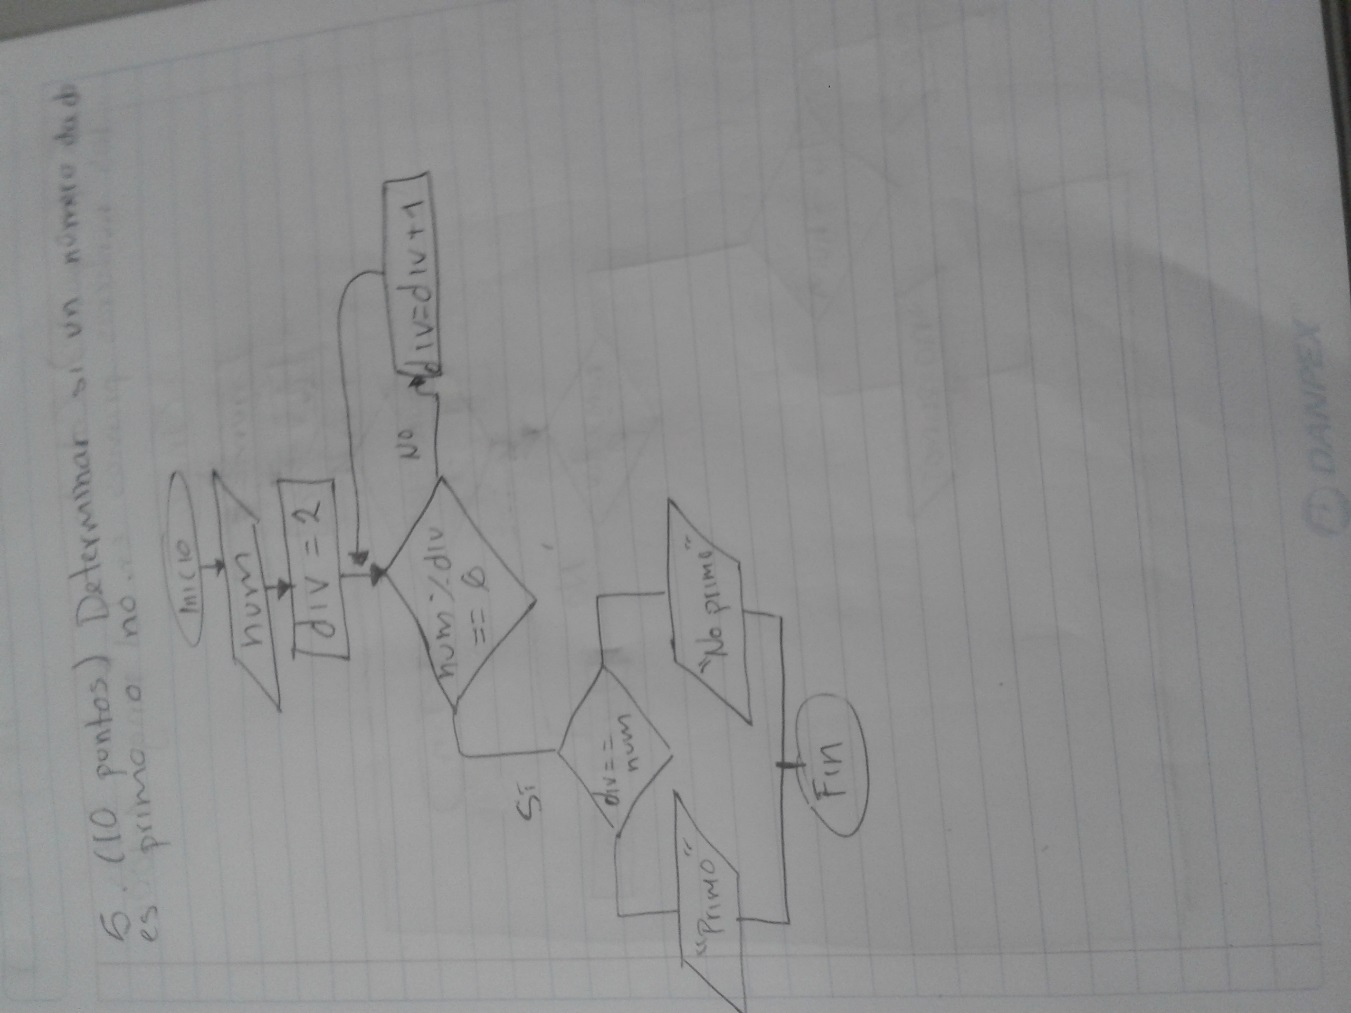 5. (10 puntos) Determinar si un número dado
es primo o no.
Inicio
num
div = 2
num % div
== 0
No
div=div+1
Si
div==
num
"Primo"
"No primo"
Fin
DANPEX